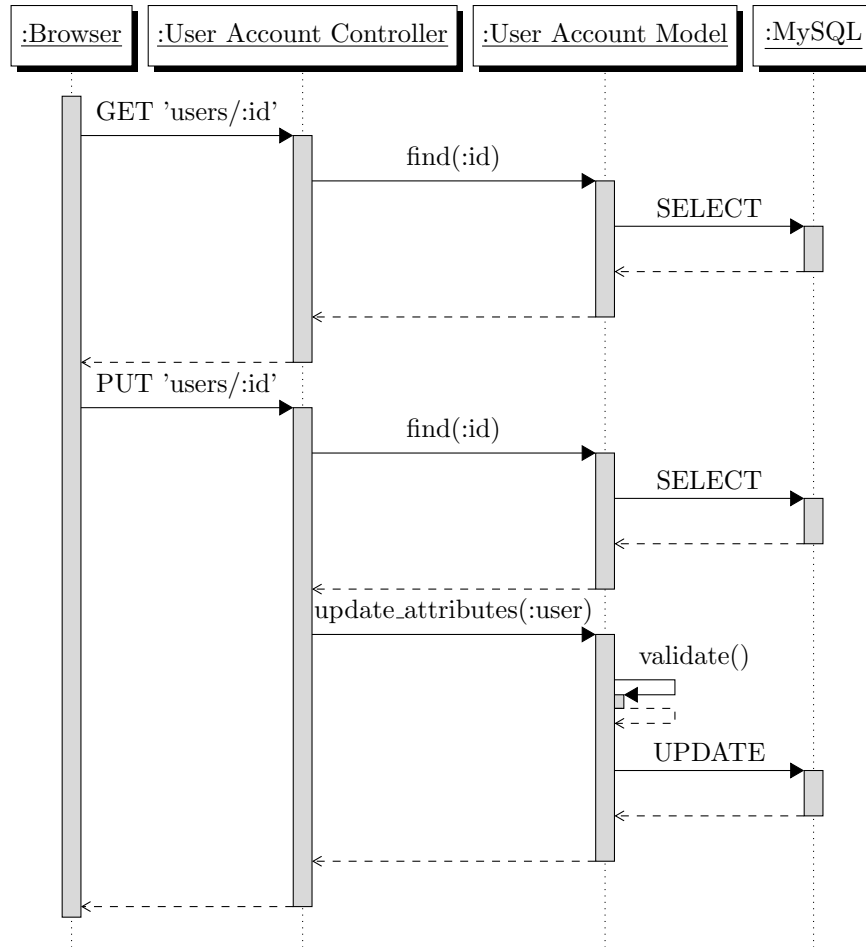 :Browser
:User Account Controller
:User Account Model
:MySQL
GET ’users/:id’
find(:id)
SELECT
PUT ’users/:id’
find(:id)
SELECT
update_attributes(:user)
validate()
UPDATE